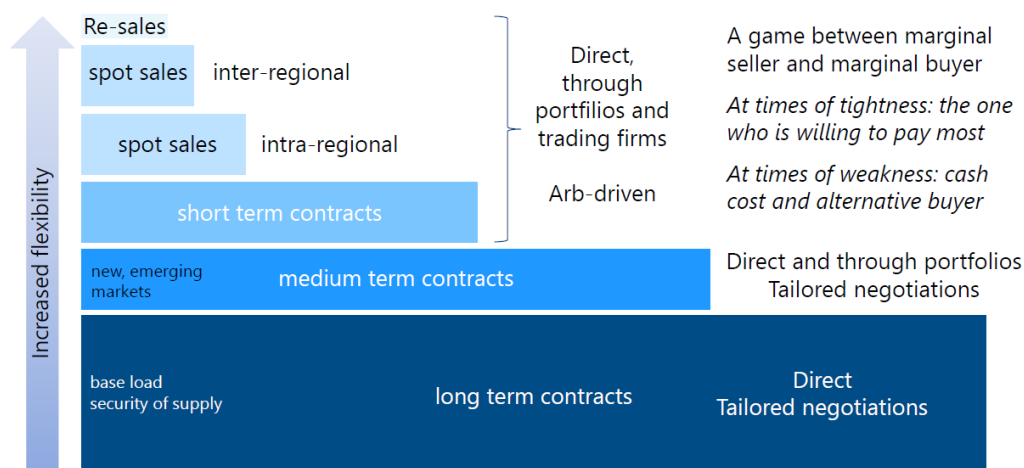 Re-sales
spot sales
inter-regional
spot sales
intra-regional
short term contracts
Direct,
through
portfilios and
trading firms
Arb-driven
A game between marginal
seller and marginal buyer
At times of tightness: the one
who is willing to pay most
At times of weakness: cash
cost and alternative buyer
new, emerging
markets
medium term contracts
Direct and through portfolios
Tailored negotiations
base load
security of supply
long term contracts
Direct
Tailored negotiations
Increased flexibility